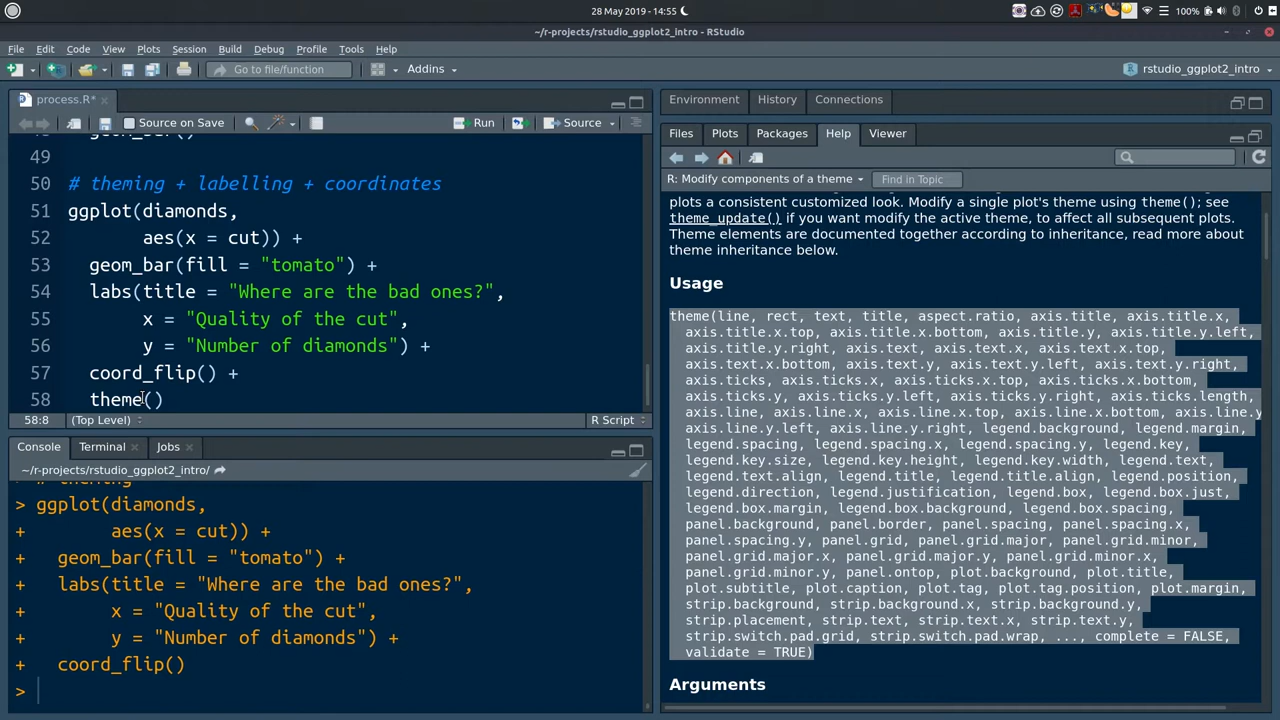 28 May 2019 - 14:55
100%
~/r-projects/rstudio_ggplot2_intro - RStudio
File Edit Code View Plots Session Build Debug Profile Tools Help
Go to file/function
Addins
rstudio_ggplot2_intro
process.R*
Source on Save
Run
Source
geom_bar()
49
50 # theming + labelling + coordinates
51 ggplot(diamonds,
52 aes(x = cut)) +
53 geom_bar(fill = "tomato") +
54 labs(title = "Where are the bad ones?",
55 x = "Quality of the cut",
56 y = "Number of diamonds") +
57 coord_flip() +
58 theme()
58:8 (Top Level) R Script
Console Terminal Jobs
~/r-projects/rstudio_ggplot2_intro/
> ggplot(diamonds,
+ aes(x = cut)) +
+ geom_bar(fill = "tomato") +
+ labs(title = "Where are the bad ones?",
+ x = "Quality of the cut",
+ y = "Number of diamonds") +
+ coord_flip()
>
Environment History Connections
Files Plots Packages Help Viewer
R: Modify components of a theme Find in Topic
plots a consistent customized look. Modify a single plot's theme using theme(); see
theme_update() if you want modify the active theme, to affect all subsequent plots.
Theme elements are documented together according to inheritance, read more about
theme inheritance below.
Usage
theme(line, rect, text, title, aspect.ratio, axis.title, axis.title.x,
axis.title.x.top, axis.title.x.bottom, axis.title.y, axis.title.y.left,
axis.title.y.right, axis.text, axis.text.x, axis.text.x.top,
axis.text.x.bottom, axis.text.y, axis.text.y.left, axis.text.y.right,
axis.ticks, axis.ticks.x, axis.ticks.x.top, axis.ticks.x.bottom,
axis.ticks.y, axis.ticks.y.left, axis.ticks.y.right, axis.ticks.length,
axis.line, axis.line.x, axis.line.x.top, axis.line.x.bottom, axis.line.y
axis.line.y.left, axis.line.y.right, legend.background, legend.margin,
legend.spacing, legend.spacing.x, legend.spacing.y, legend.key,
legend.key.size, legend.key.height, legend.key.width, legend.text,
legend.text.align, legend.title, legend.title.align, legend.position,
legend.direction, legend.justification, legend.box, legend.box.just,
legend.box.margin, legend.box.background, legend.box.spacing,
panel.background, panel.border, panel.spacing, panel.spacing.x,
panel.spacing.y, panel.grid, panel.grid.major, panel.grid.minor,
panel.grid.major.x, panel.grid.major.y, panel.grid.minor.x,
panel.grid.minor.y, panel.ontop, plot.background, plot.title,
plot.subtitle, plot.caption, plot.tag, plot.tag.position, plot.margin,
strip.background, strip.background.x, strip.background.y,
strip.placement, strip.text, strip.text.x, strip.text.y,
strip.switch.pad.grid, strip.switch.pad.wrap, ..., complete = FALSE,
validate = TRUE)
Arguments